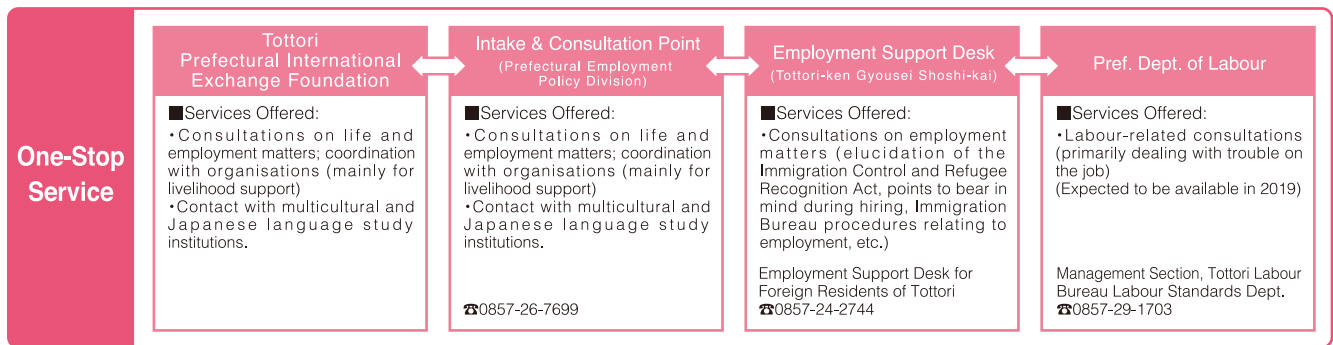 One-Stop
Service
Tottori
Prefectural International
Exchange Foundation
■Services Offered:
・Consultations on life and
employment matters; coordination
with organisations (mainly for
livelihood support)
・Contact with multicultural and
Japanese language study
institutions.
Intake & Consultation Point
(Prefectural Employment
Policy Division)
■Services Offered:
・Consultations on life and
employment matters; coordination
with organisations (mainly for
livelihood support)
・Contact with multicultural and
Japanese language study
institutions.
☎0857-26-7699
Employment Support Desk
(Tottori-ken Gyousei Shoshi-kai)
■Services Offered:
・Consultations on employment
matters (elucidation of the
Immigration Control and Refugee
Recognition Act, points to bear in
mind during hiring, Immigration
Bureau procedures relating to
employment, etc.)
Employment Support Desk for
Foreign Residents of Tottori
☎0857-24-2744
Pref. Dept. of Labour
■Services Offered:
・Labour-related consultations
(primarily dealing with trouble on
the job)
(Expected to be available in 2019)
Management Section, Tottori Labour
Bureau Labour Standards Dept.
☎0857-29-1703